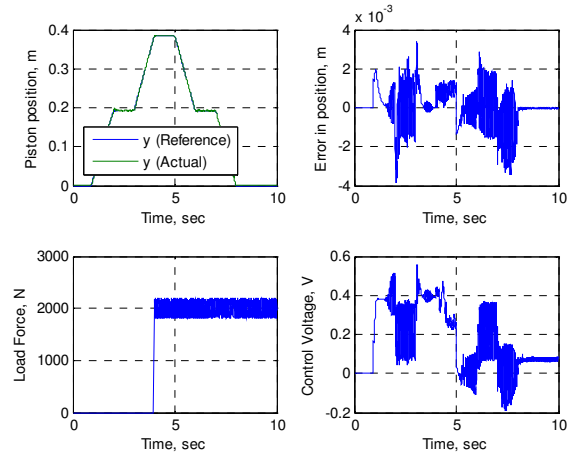 0.4
0.3
0.2
0.1
0
0
5
10
Piston position, m
Time, sec
y (Reference)
y (Actual)
x 10-3
4
2
0
-2
-4
0
5
10
Error in position, m
Time, sec
3000
2000
1000
0
0
5
10
Load Force, N
Time, sec
0.6
0.4
0.2
0
-0.2
0
5
10
Control Voltage, V
Time, sec